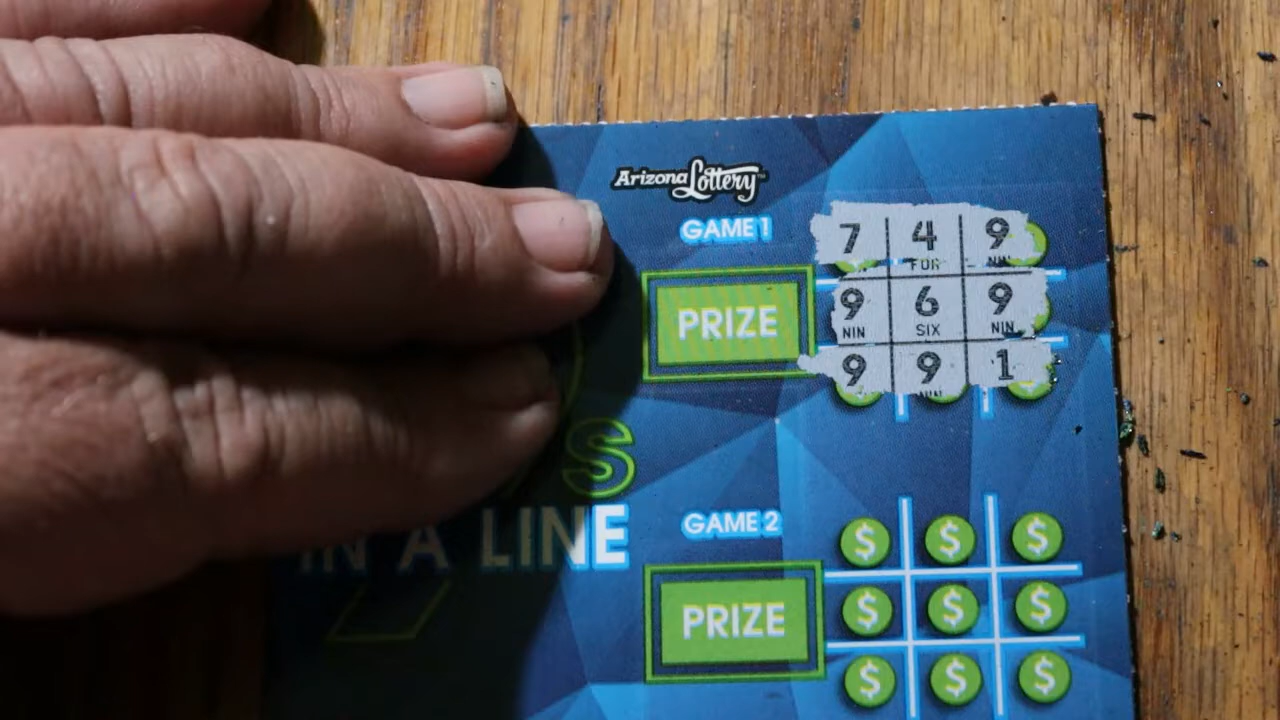 Arizona Lottery™
GAME 1
PRIZE
7 4 9
FOR
9 6 9
NIN SIX NIN
9 9 1
S
IN A LINE
GAME 2
PRIZE
$ $ $
$ $ $
$ $ $